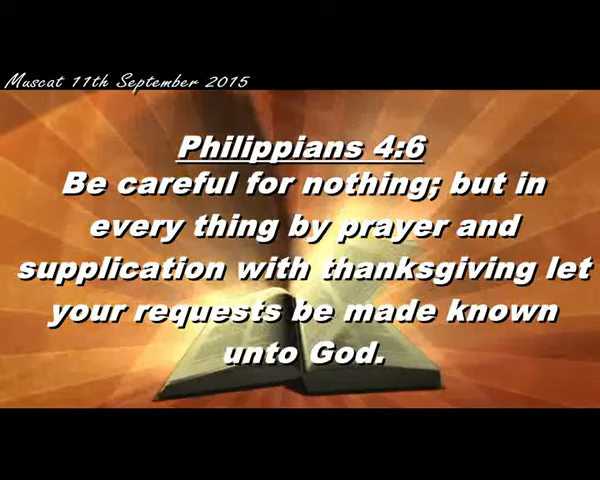 Muscat 11th September 2015
Philippians 4:6
Be careful for nothing; but in
every thing by prayer and
supplication with thanksgiving let
your requests be made known
unto God.